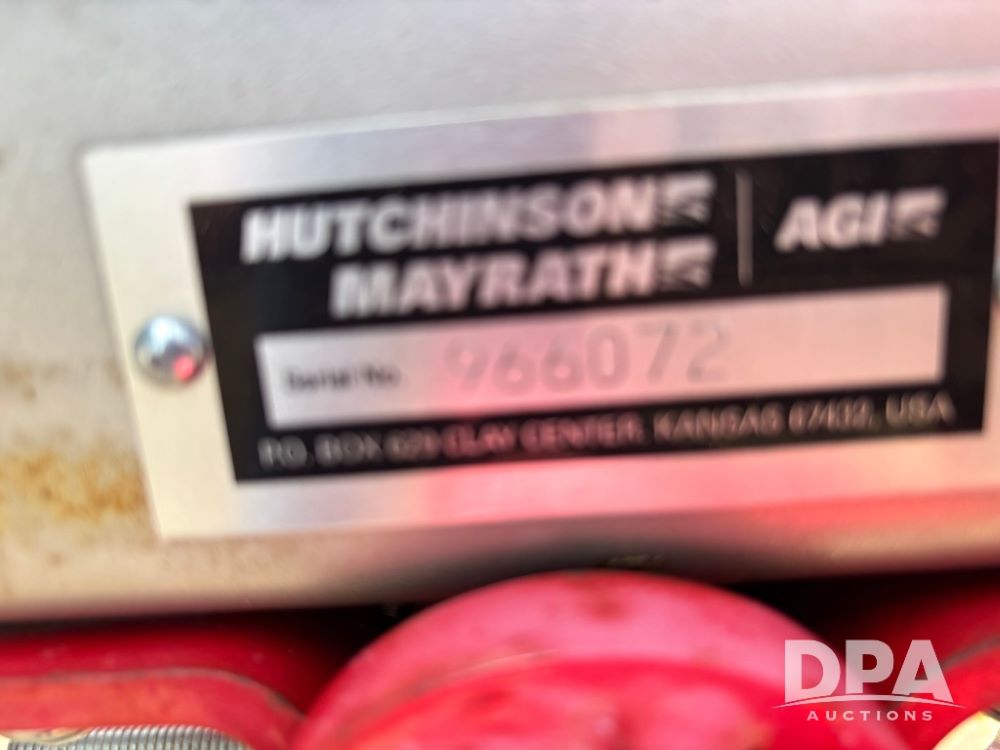 HUTCHINSON
MAYRATH
AGI
Serial No. 966072
P.O. BOX 629 CLAY CENTER, KANSAS 67432, USA
DPA
AUCTIONS